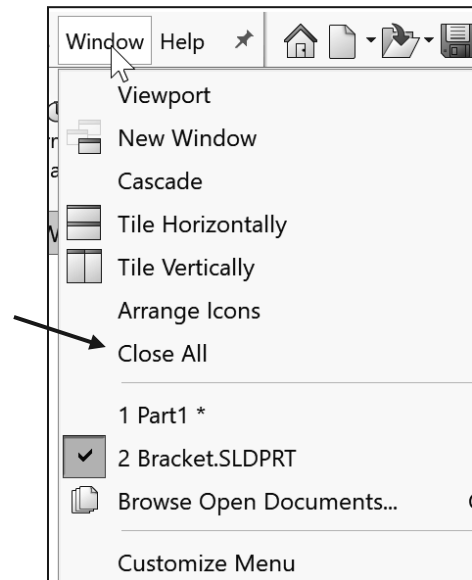 Window Help
Viewport
New Window
Cascade
Tile Horizontally
Tile Vertically
Arrange Icons
Close All
1 Part1 *
2 Bracket.SLDPRT
Browse Open Documents...
Customize Menu